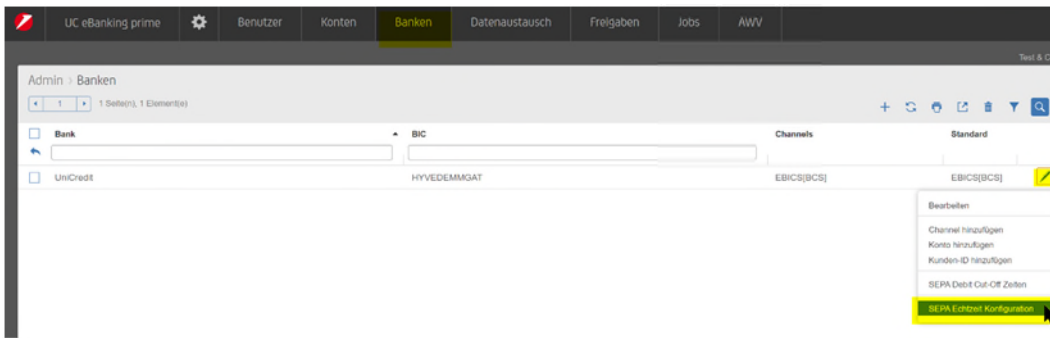 UC eBanking prime Benutzer Konten Banken Datenaustausch Freigaben Jobs AWV
Test & C
Admin > Banken
1 1 Seite(n), 1 Element(e)
Bank BIC Channels Standard
UniCredit HYVEDEMMGAT EBICS[BCS] EBICS[BCS]
Bearbeiten
Channel hinzufügen
Konto hinzufügen
Kunden-ID hinzufügen
SEPA Debit Cut-Off Zeiten
SEPA Echtzeit Konfiguration